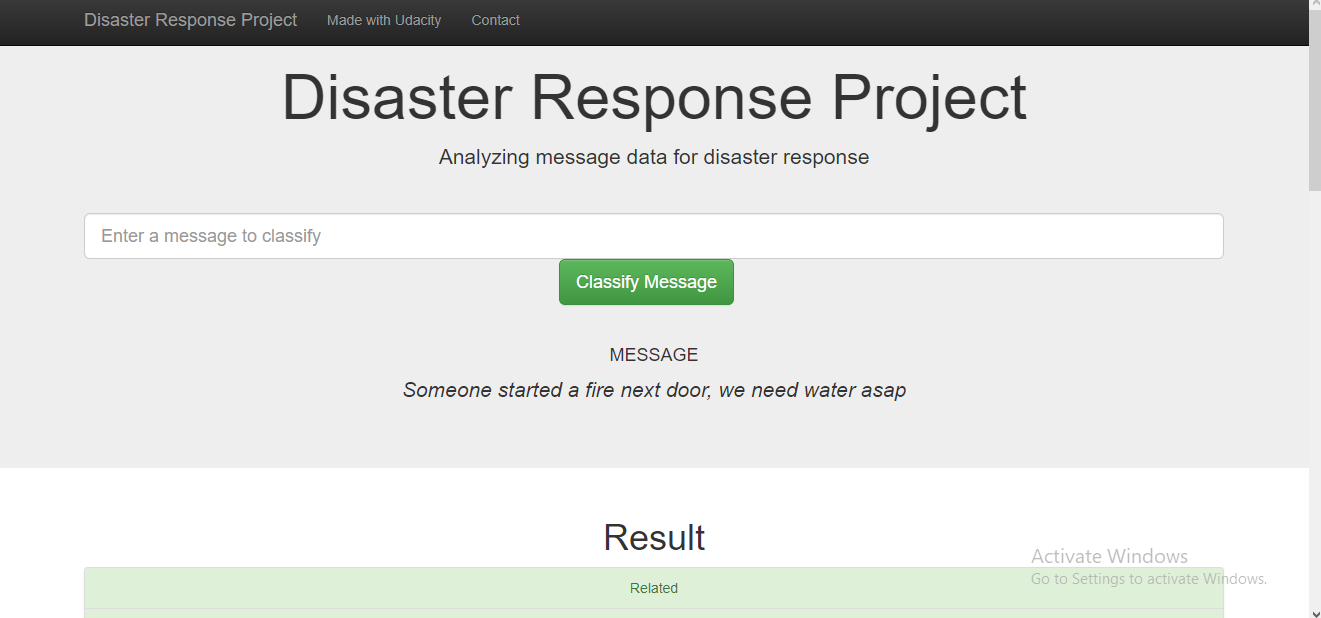 Disaster Response Project Made with Udacity Contact
Disaster Response Project
Analyzing message data for disaster response
Enter a message to classify
Classify Message
MESSAGE
Someone started a fire next door, we need water asap
Result
Activate Windows
Go to Settings to activate Windows.
Related